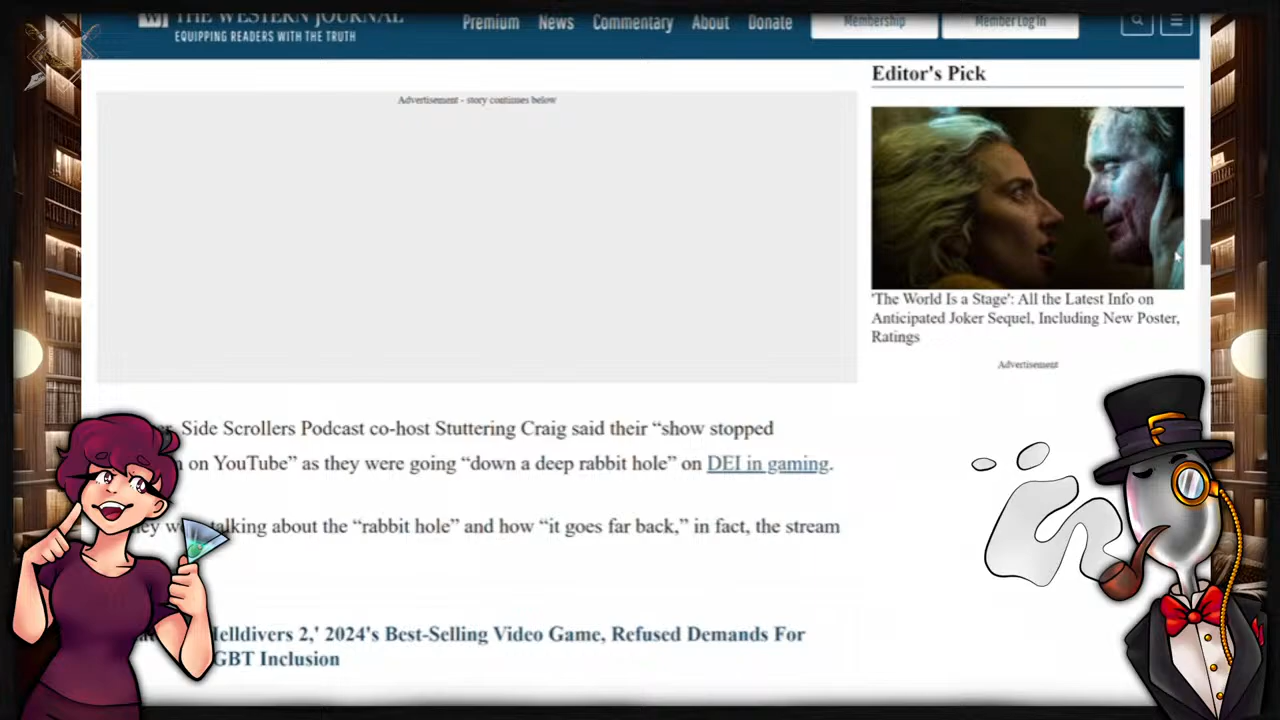 THE WESTERN JOURNAL
EQUIPPING READERS WITH THE TRUTH
Premium News Commentary About Donate
Membership
Member Log In
Advertisement - story continues below
Editor's Pick
'The World Is a Stage': All the Latest Info on
Anticipated Joker Sequel, Including New Poster,
Ratings
Advertisement
Side Scrollers Podcast co-host Stuttering Craig said their “show stopped
on YouTube” as they were going “down a deep rabbit hole” on DEI in gaming.
talking about the “rabbit hole” and how “it goes far back,” in fact, the stream
Helldivers 2,' 2024's Best-Selling Video Game, Refused Demands For
GBT Inclusion